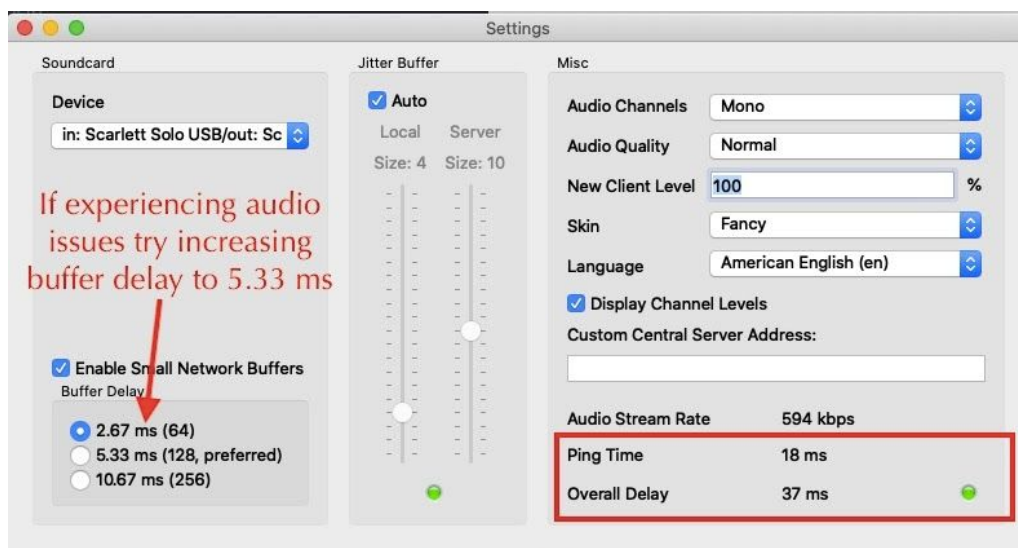 Settings
Soundcard
Device
in: Scarlett Solo USB/out: Sc
If experiencing audio
issues try increasing
buffer delay to 5.33 ms
Enable Small Network Buffers
Buffer Delay
2.67 ms (64)
5.33 ms (128, preferred)
10.67 ms (256)
Jitter Buffer
Auto
Local Server
Size: 4 Size: 10
Misc
Audio Channels Mono
Audio Quality Normal
New Client Level 100 %
Skin Fancy
Language American English (en)
Display Channel Levels
Custom Central Server Address:
Audio Stream Rate 594 kbps
Ping Time 18 ms
Overall Delay 37 ms